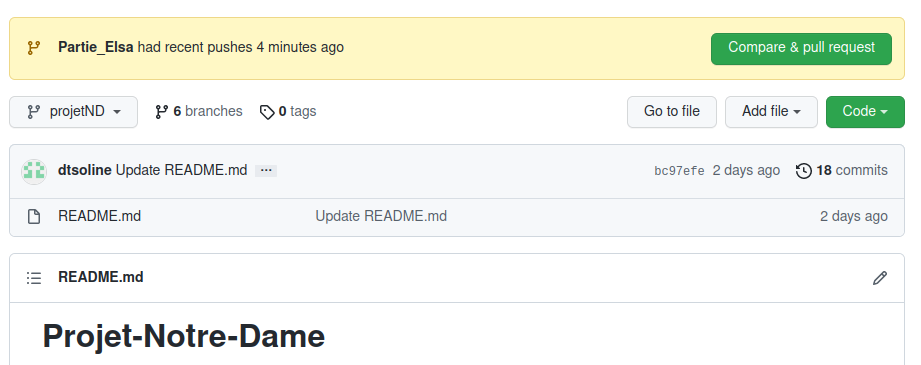 Partie_Elsa had recent pushes 4 minutes ago Compare & pull request
projetND 6 branches 0 tags Go to file Add file Code
dtsoline Update README.md ... bc97efe 2 days ago 18 commits
README.md Update README.md 2 days ago
README.md
Projet-Notre-Dame